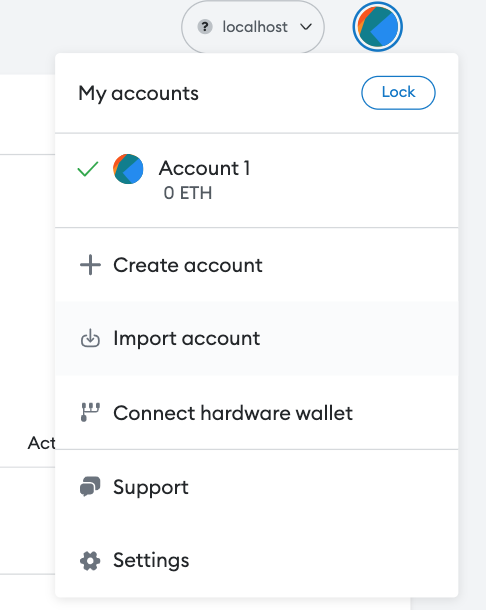 ? localhost
My accounts
Lock
Account 1
0 ETH
Create account
Import account
Connect hardware wallet
Act
Support
Settings